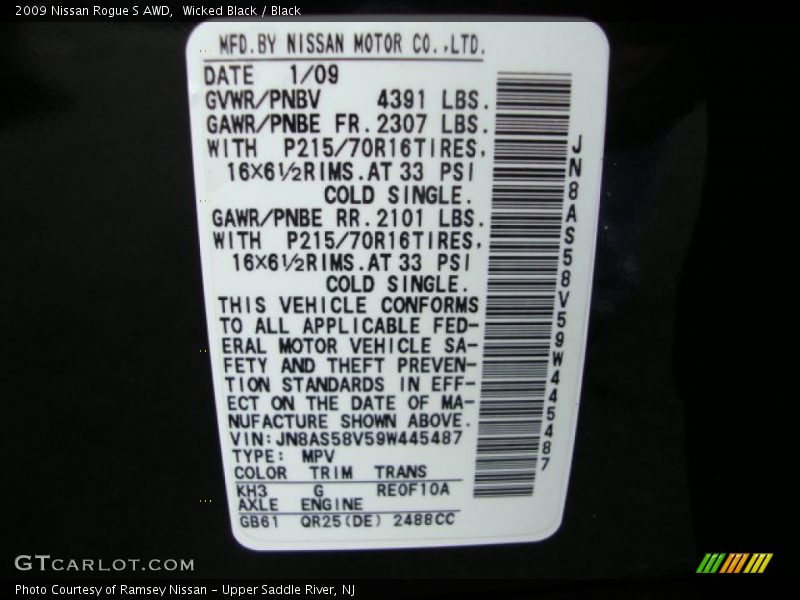 2009 Nissan Rogue S AWD,  Wicked Black / Black
MFD.BY NISSAN MOTOR CO.,LTD.
DATE 1/09
GVWR/PNBV 4391 LBS.
GAWR/PNBE FR.2307 LBS.
WITH P215/70R16TIRES,
16×6½RIMS.AT 33 PSI
COLD SINGLE.
GAWR/PNBE RR.2101 LBS.
WITH P215/70R16TIRES,
16×6½RIMS.AT 33 PSI
COLD SINGLE.
THIS VEHICLE CONFORMS
TO ALL APPLICABLE FED-
ERAL MOTOR VEHICLE SA-
FETY AND THEFT PREVEN-
TION STANDARDS IN EFF-
ECT ON THE DATE OF MA-
NUFACTURE SHOWN ABOVE.
VIN:JN8AS58V59W445487
TYPE: MPV
COLOR TRIM TRANS
KH3 G RE0F10A
AXLE ENGINE
GB61 QR25(DE) 2488CC
JN8AS58V59W445487
GTCARLOT.COM
Photo Courtesy of Ramsey Nissan - Upper Saddle River, NJ